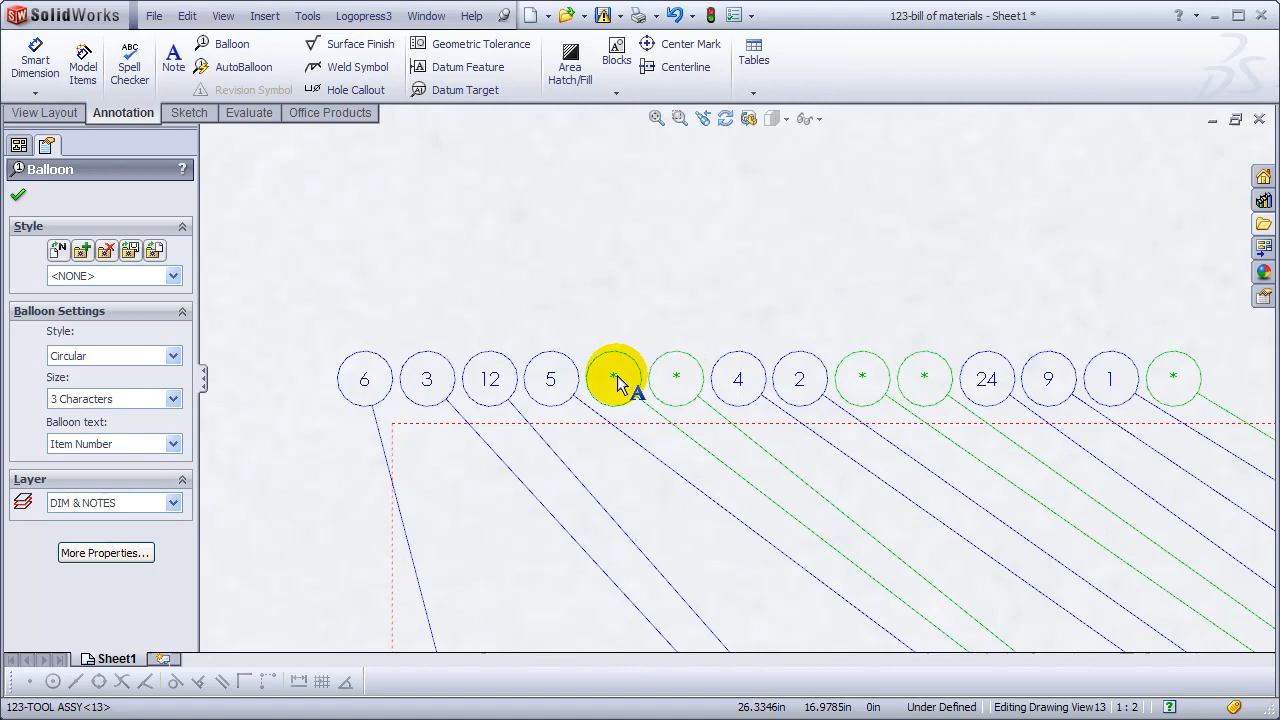 SolidWorks File Edit View Insert Tools Logopress3 Window Help 123-bill of materials - Sheet1 *
Smart Dimension
Model Items
ABC Spell Checker
A Note
Balloon
AutoBalloon
Revision Symbol
Surface Finish
Weld Symbol
Hole Callout
Geometric Tolerance
Datum Feature
Datum Target
Area Hatch/Fill
Blocks
Center Mark
Centerline
Tables
View Layout Annotation Sketch Evaluate Office Products
Balloon ?
Style
<NONE>
Balloon Settings
Style:
Circular
Size:
3 Characters
Balloon text:
Item Number
Layer
DIM & NOTES
More Properties...
6 3 12 5 * * 4 2 * * 24 9 1 *
A
Sheet1
123-TOOL ASSY<13> 26.3346in 16.9785in 0in Under Defined Editing Drawing View13 1 : 2 ?